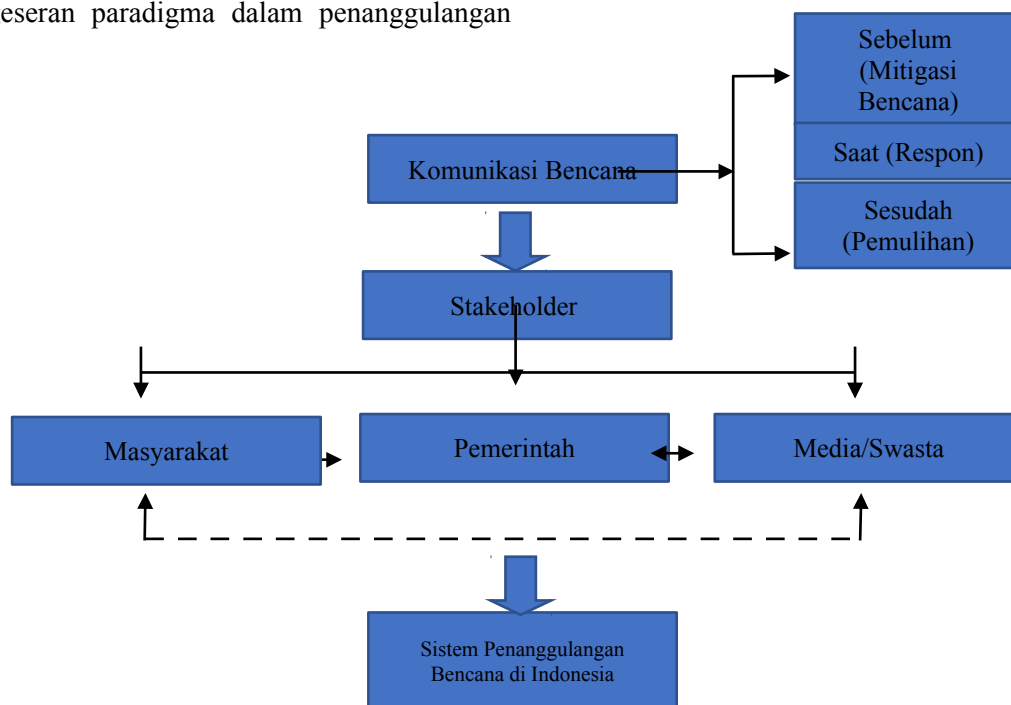 geseran paradigma dalam penanggulangan
Sebelum
(Mitigasi
Bencana)
Komunikasi Bencana
Saat (Respon)
Sesudah
(Pemulihan)
Stakeholder
Masyarakat
Pemerintah
Media/Swasta
Sistem Penanggulangan
Bencana di Indonesia